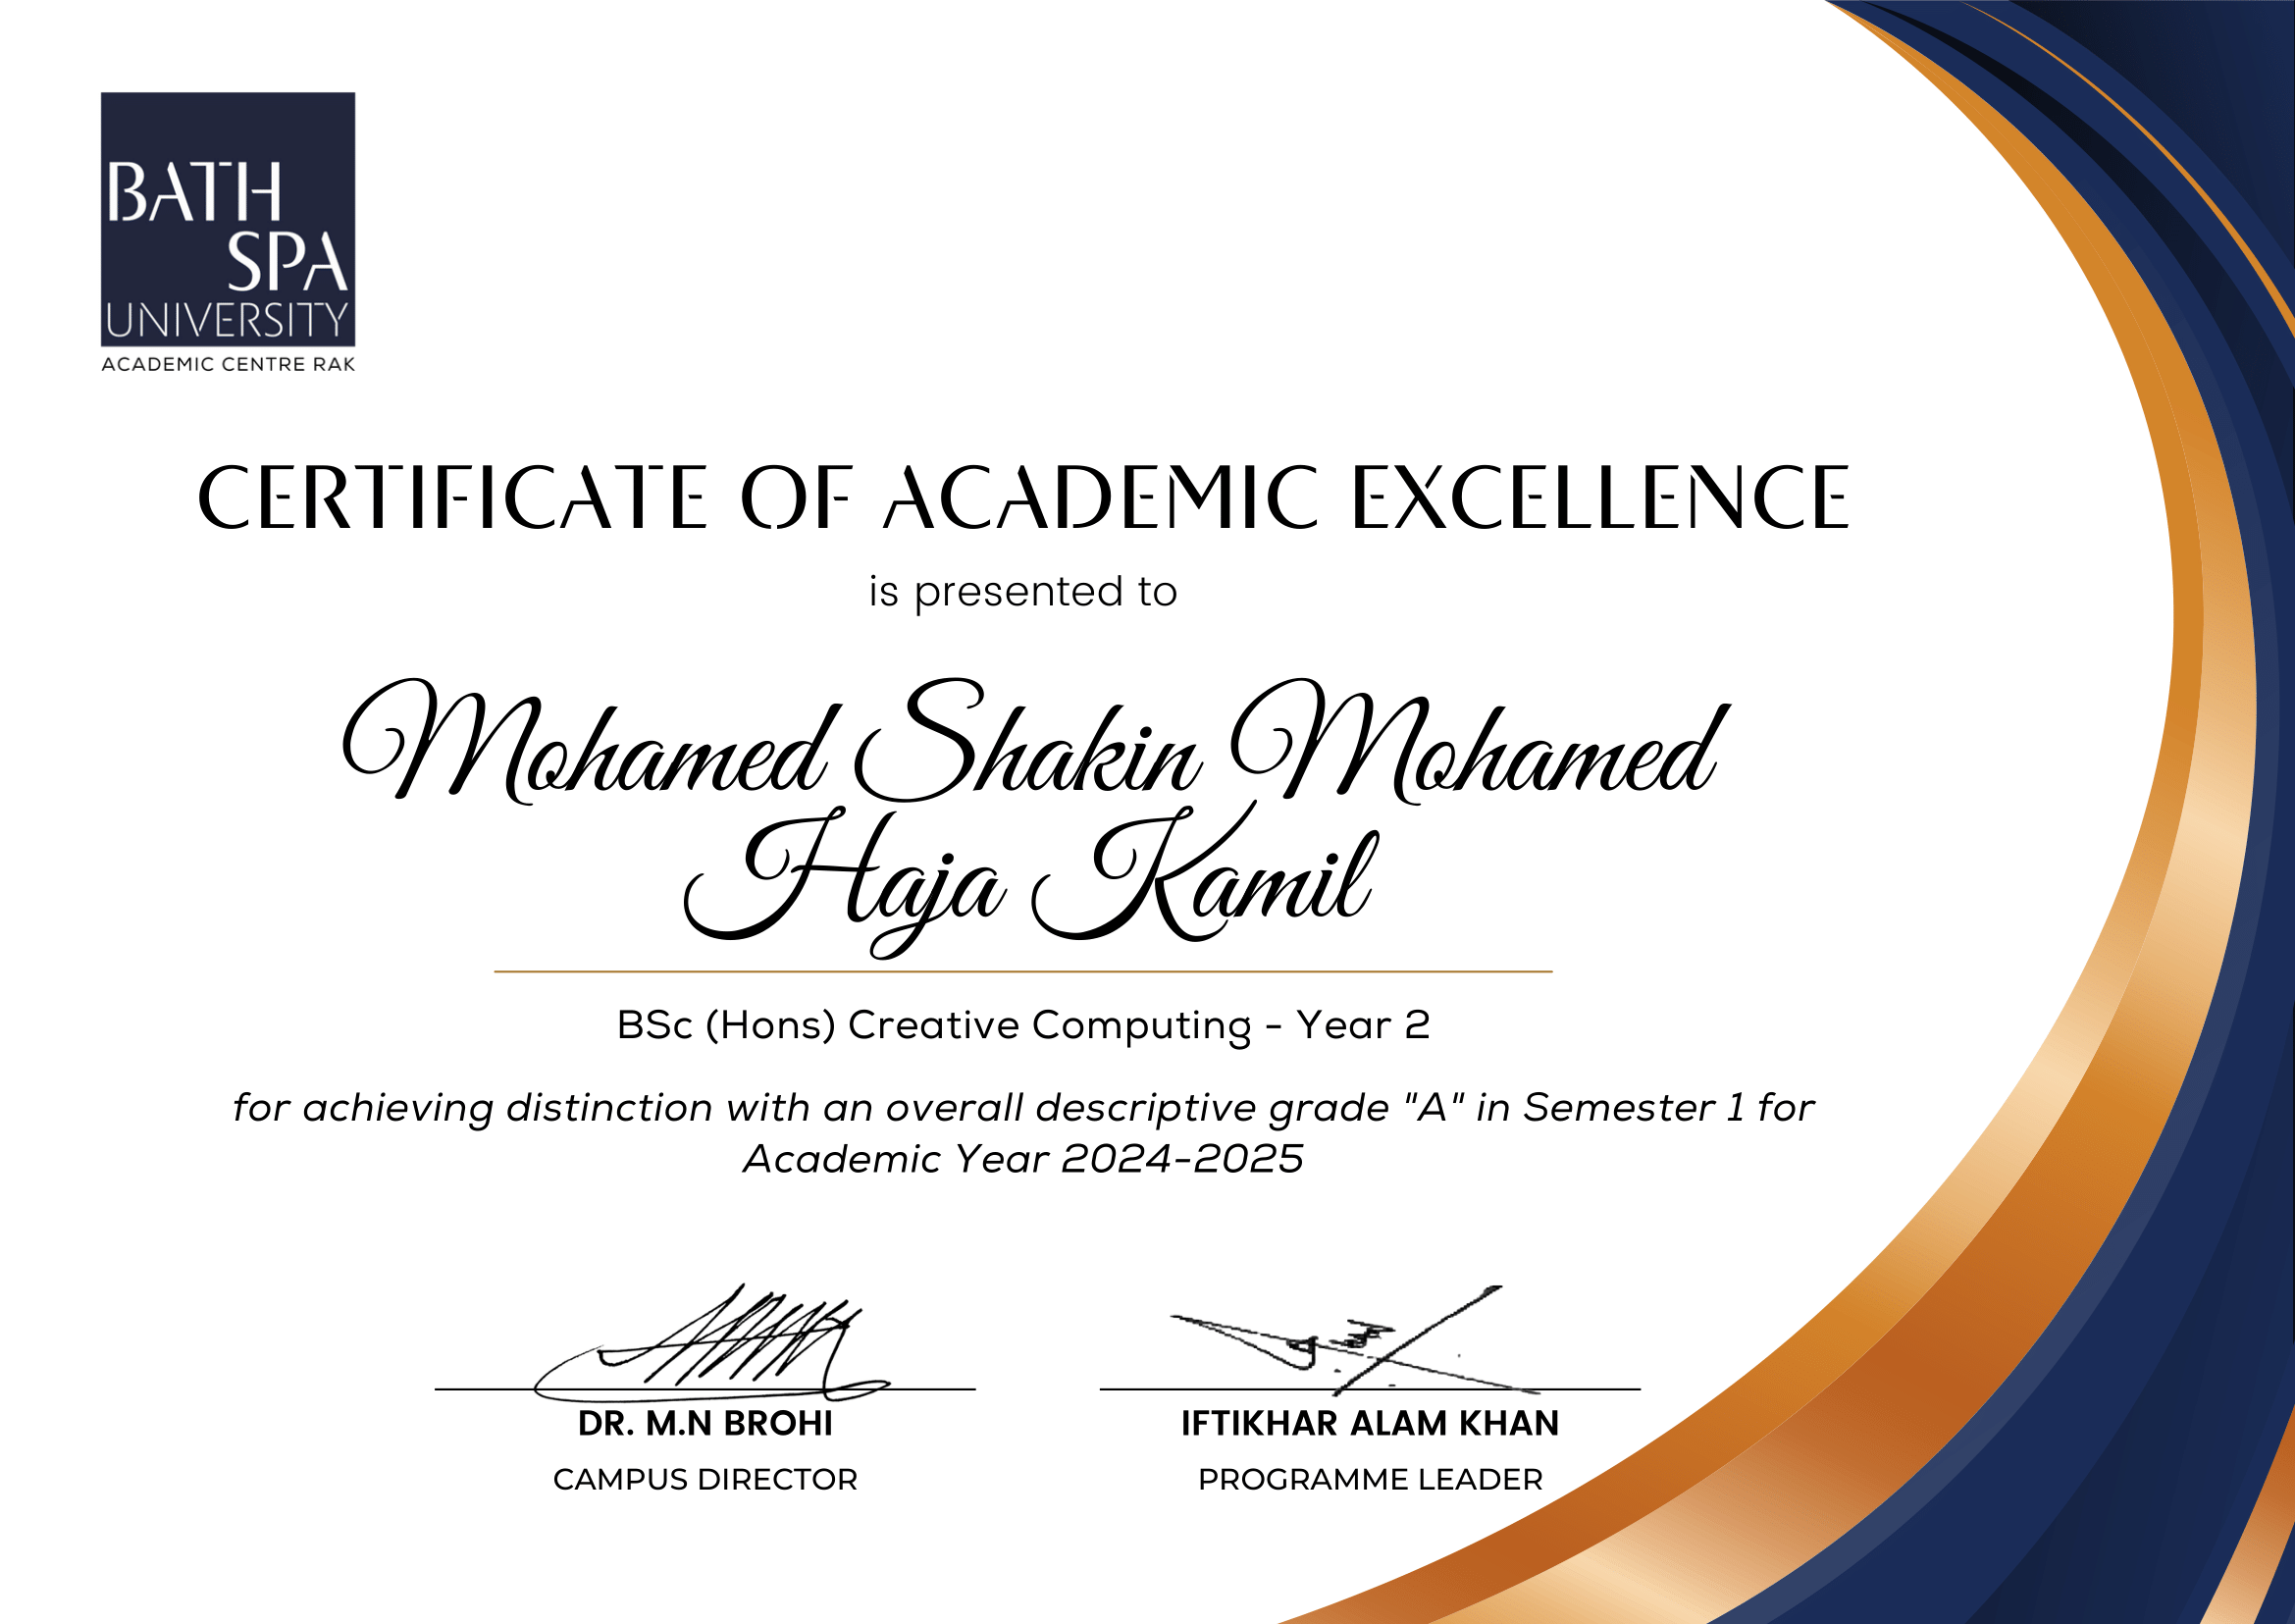 BATH
SPA
UNIVERSITY
ACADEMIC CENTRE RAK
CERTIFICATE OF ACADEMIC EXCELLENCE
is presented to
Mohamed Shakin Mohamed
Haja Kamil
BSc (Hons) Creative Computing - Year 2
for achieving distinction with an overall descriptive grade "A" in Semester 1 for
Academic Year 2024-2025
DR. M.N BROHI
CAMPUS DIRECTOR
IFTIKHAR ALAM KHAN
PROGRAMME LEADER